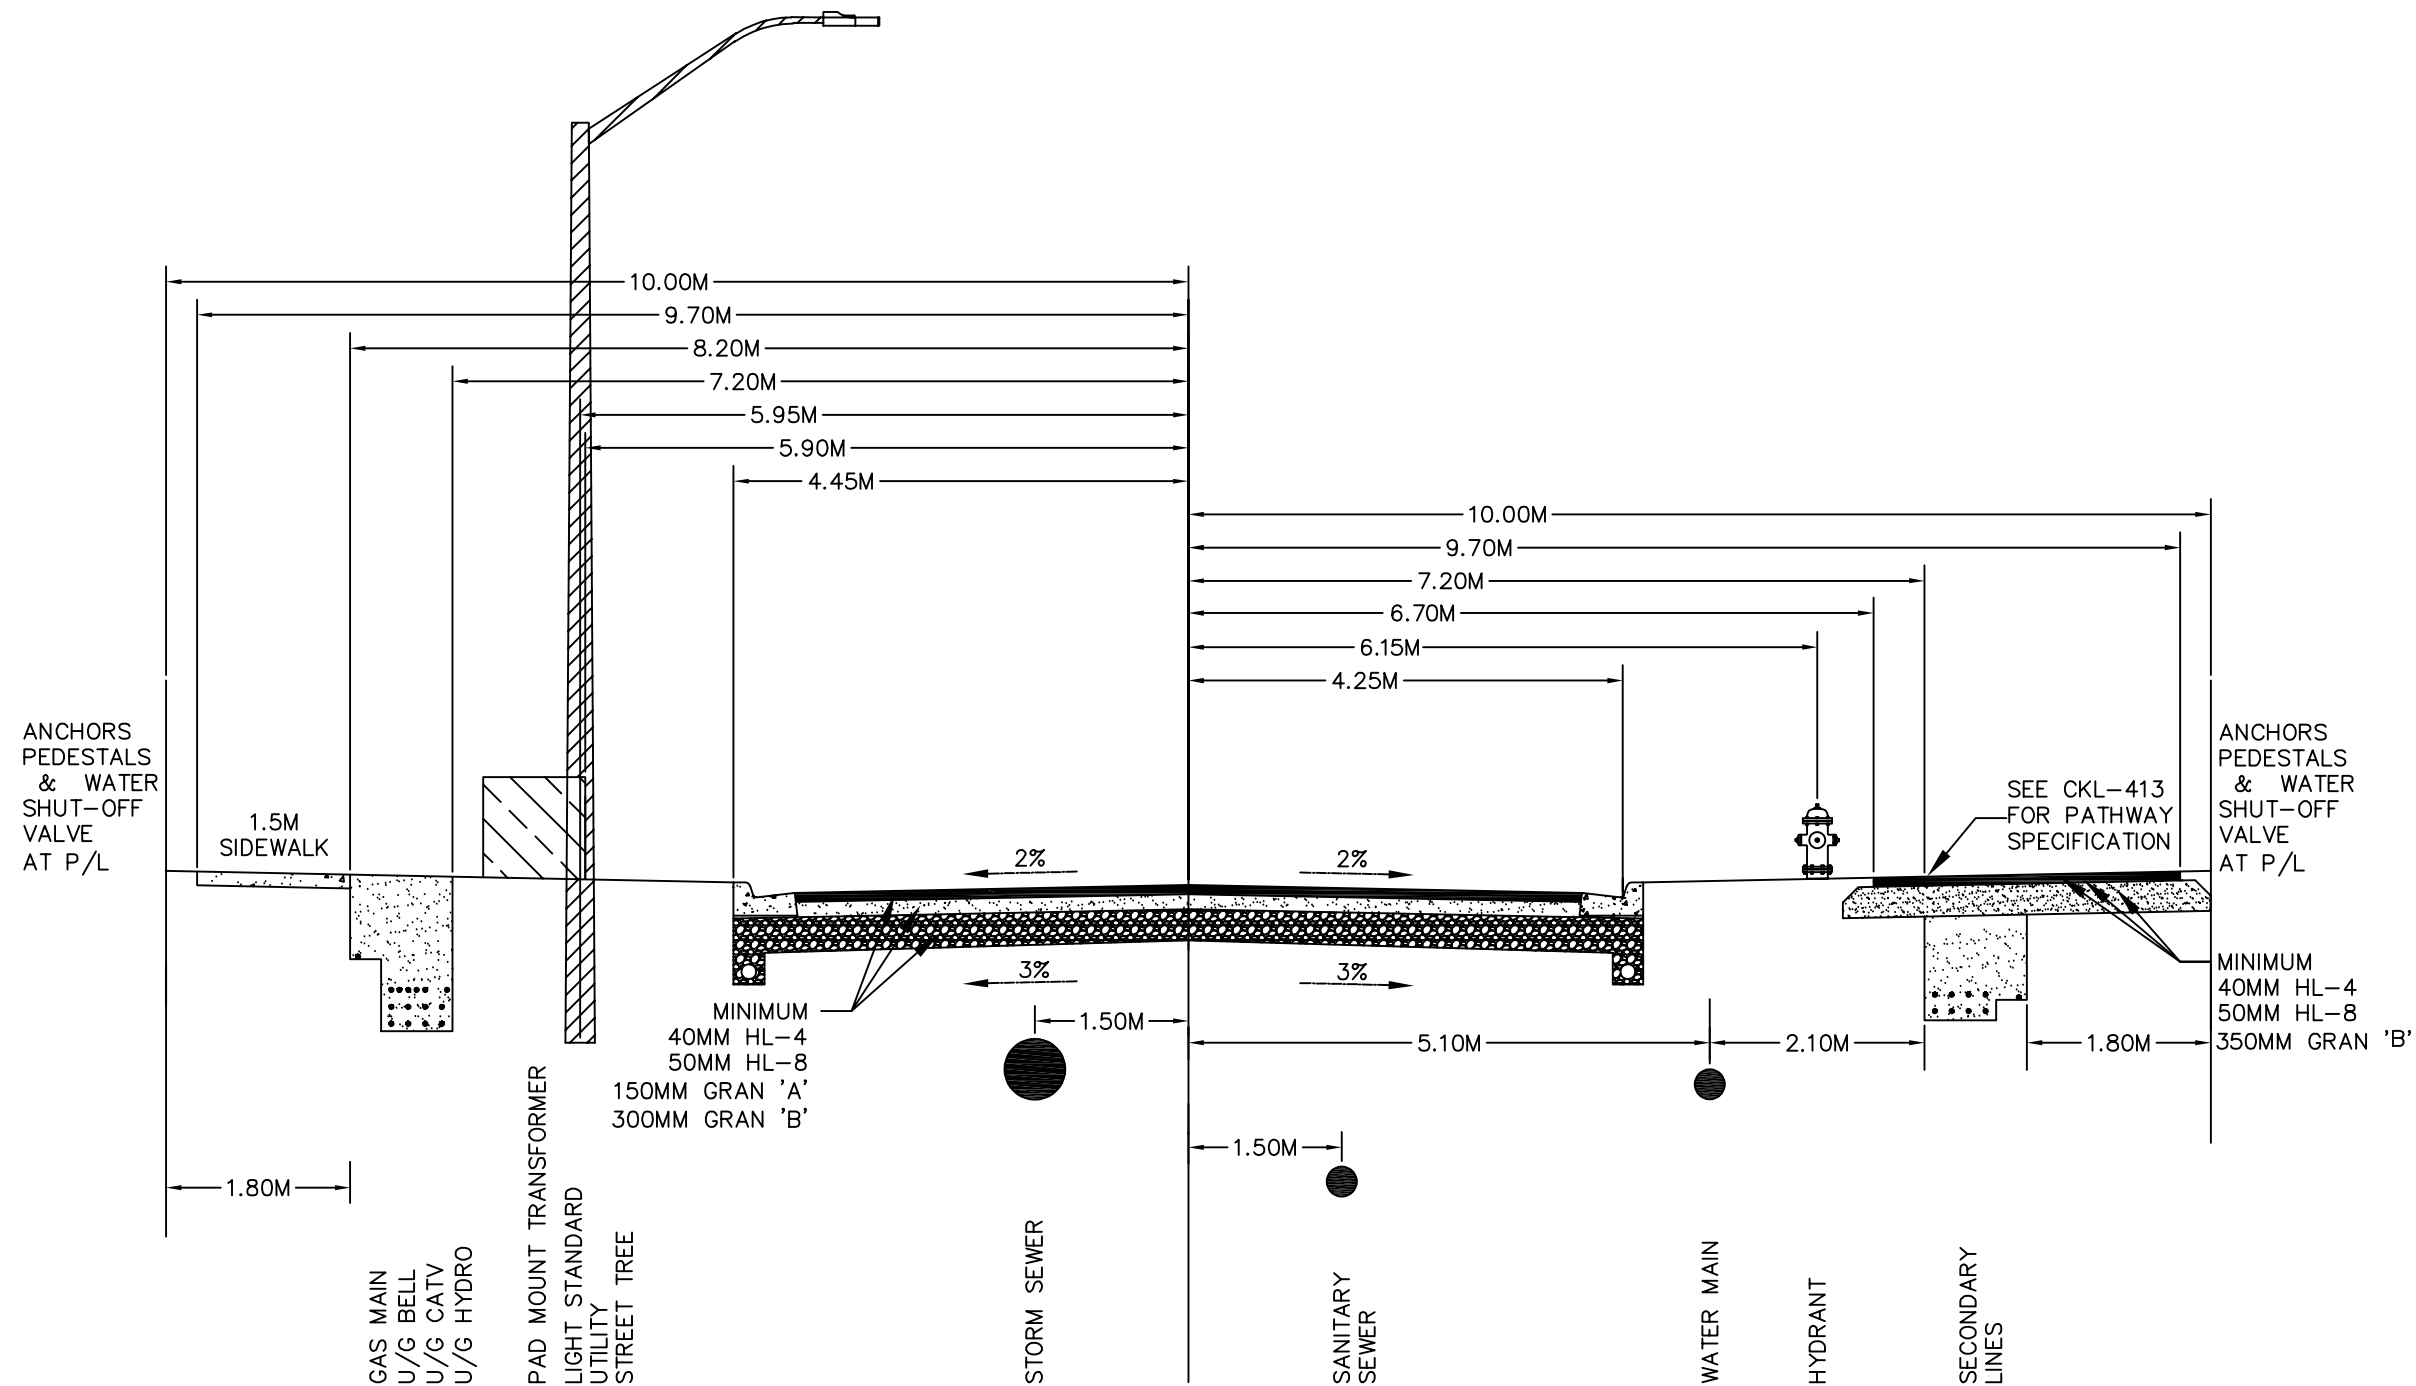 10.00M
9.70M
8.20M
7.20M
5.95M
5.90M
4.45M
10.00M
9.70M
7.20M
6.70M
6.15M
4.25M
ANCHORS
PEDESTALS
& WATER
SHUT-OFF
VALVE
AT P/L
1.5M
SIDEWALK
2%
2%
SEE CKL-413
FOR PATHWAY
SPECIFICATION
ANCHORS
PEDESTALS
& WATER
SHUT-OFF
VALVE
AT P/L
3%
3%
MINIMUM
40MM HL-4
50MM HL-8
150MM GRAN 'A'
300MM GRAN 'B'
1.50M
5.10M
2.10M
1.80M
MINIMUM
40MM HL-4
50MM HL-8
350MM GRAN 'B'
1.50M
1.80M
GAS MAIN
U/G BELL
U/G CATV
U/G HYDRO
PAD MOUNT TRANSFORMER
LIGHT STANDARD
UTILITY
STREET TREE
STORM SEWER
SANITARY
SEWER
WATER MAIN
HYDRANT
SECONDARY
LINES